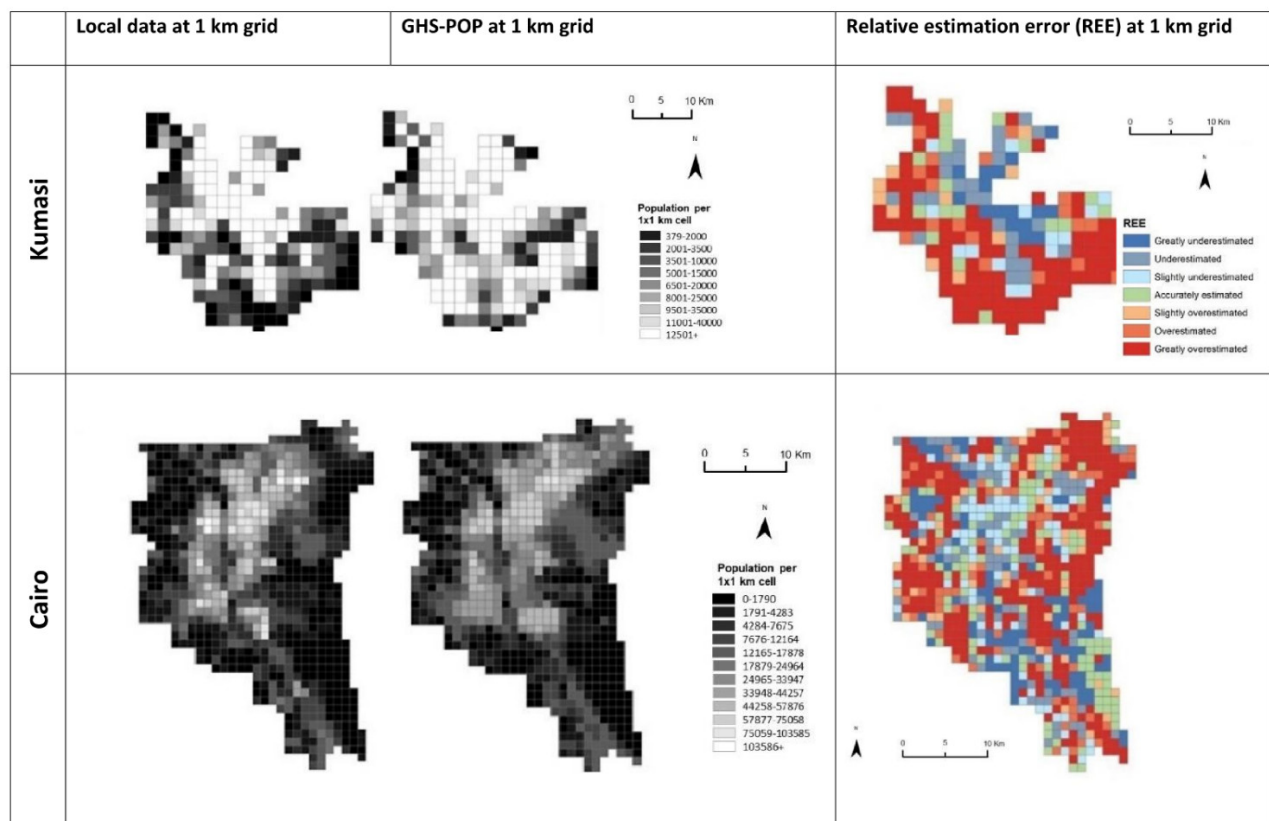 Local data at 1 km grid
GHS-POP at 1 km grid
Relative estimation error (REE) at 1 km grid
Kumasi
0 5 10 Km
N
Population per
1x1 km cell
379-2000
2001-3500
3501-10000
5001-15000
6501-20000
8001-25000
9501-35000
11001-40000
12501+
0 5 10 Km
N
REE
Greatly underestimated
Underestimated
Slightly underestimated
Accurately estimated
Slightly overestimated
Overestimated
Greatly overestimated
Cairo
0 5 10 Km
N
Population per
1x1 km cell
0-1790
1791-4283
4284-7675
7676-12164
12165-17878
17879-24964
24965-33947
33948-44257
44258-57876
57877-75058
75059-103585
103586+
N
0 5 10 Km